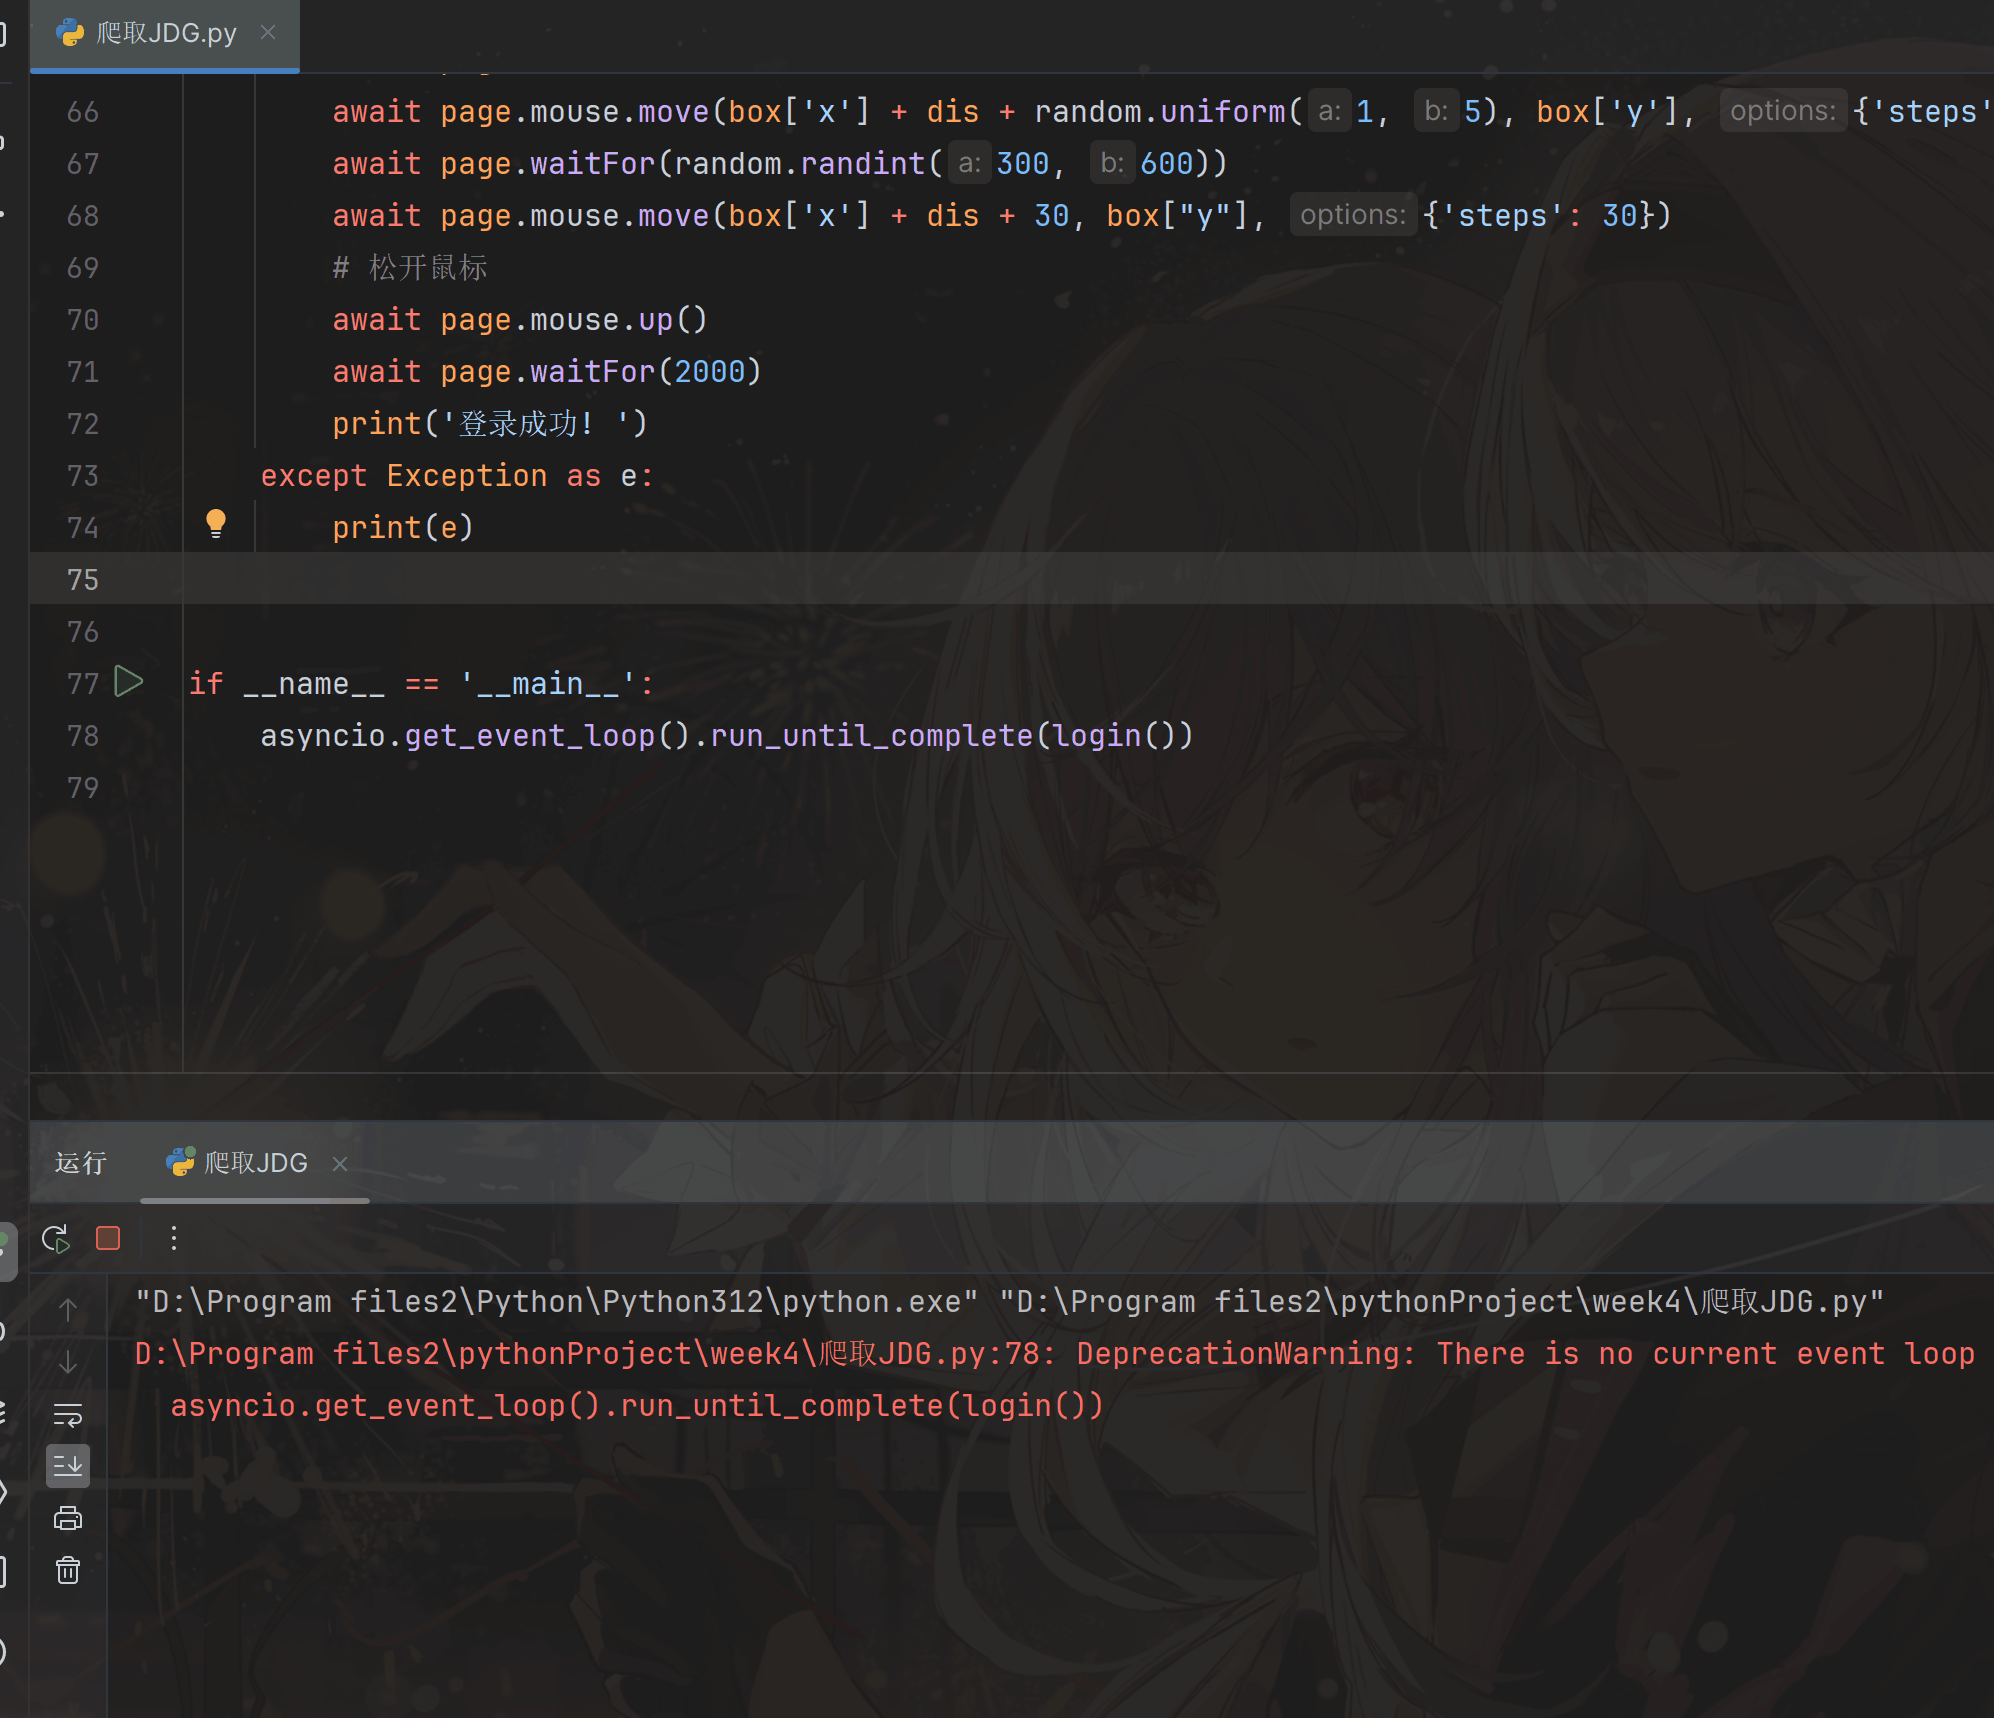 爬取JDG.py
66 await page.mouse.move(box['x'] + dis + random.uniform( a: 1, b: 5), box['y'], options: {'steps'
67 await page.waitFor(random.randint( a: 300, b: 600))
68 await page.mouse.move(box['x'] + dis + 30, box["y"], options: {'steps': 30})
69 # 松开鼠标
70 await page.mouse.up()
71 await page.waitFor(2000)
72 print('登录成功! ')
73 except Exception as e:
74 print(e)
75
76
77 if __name__ == '__main__':
78 asyncio.get_event_loop().run_until_complete(login())
79
运行 爬取JDG
"D:\Program files2\Python\Python312\python.exe" "D:\Program files2\pythonProject\week4\爬取JDG.py"
D:\Program files2\pythonProject\week4\爬取JDG.py:78: DeprecationWarning: There is no current event loop
asyncio.get_event_loop().run_until_complete(login())